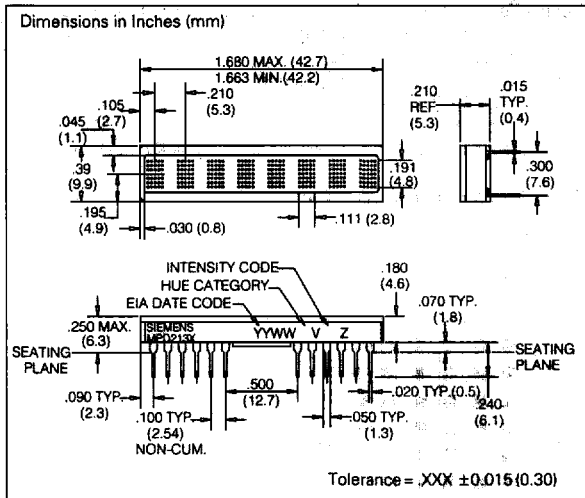 Dimensions in Inches (mm)
1.680 MAX. (42.7)
1.663 MIN.(42.2)
.105
(2.7)
.210
(5.3)
.210
REF.
(5.3)
.015
TYP.
(0.4)
.045
(1.1)
.39
(9.9)
.191
(4.8)
.300
(7.6)
.195
(4.9)
.030 (0.8)
.111 (2.8)
INTENSITY CODE
HUE CATEGORY
EIA DATE CODE
.180
(4.6)
.070 TYP.
(1.8)
.250 MAX.
(6.3)
SIEMENS
MPD213X
YYWW V Z
SEATING
PLANE
SEATING
PLANE
.090 TYP.
(2.3)
.500
(12.7)
.020 TYP.(0.5)
.240
(6.1)
.100 TYP.
(2.54)
NON-CUM.
.050 TYP.
(1.3)
Tolerance = .XXX ±0.015 (0.30)